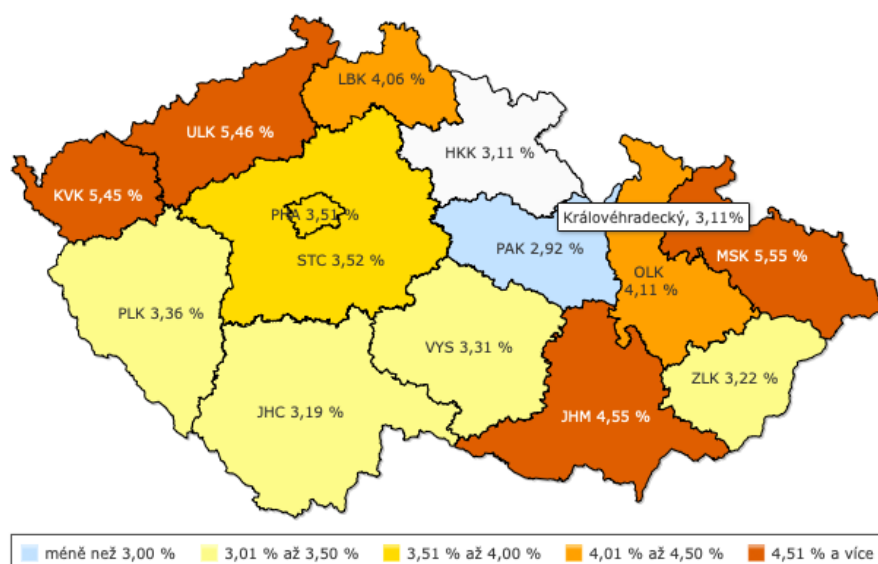 LBK 4,06 %
ULK 5,46 %
HKK 3,11 %
KVK 5,45 %
PHA 3,51 %
Královéhradecký, 3,11%
STC 3,52 %
PAK 2,92 %
MSK 5,55 %
OLK
4,11 %
PLK 3,36 %
VYS 3,31 %
ZLK 3,22 %
JHC 3,19 %
JHM 4,55 %
méně než 3,00 % 3,01 % až 3,50 % 3,51 % až 4,00 % 4,01 % až 4,50 % 4,51 % a více